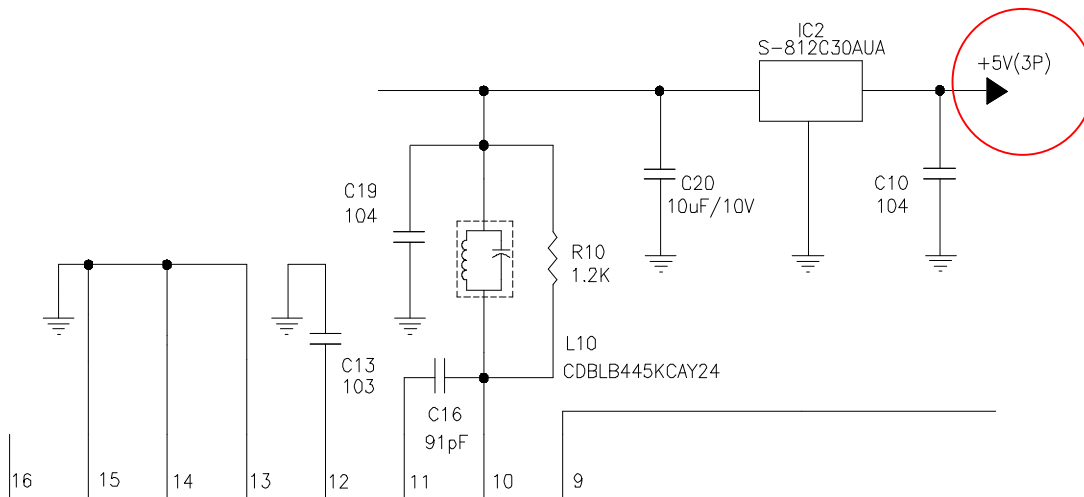 IC2
S-812C30AUA
+5V(3P)
C19
104
C20
10uF/10V
C10
104
R10
1.2K
C13
103
L10
CDBLB445KCAY24
C16
91pF
16
15
14
13
12
11
10
9